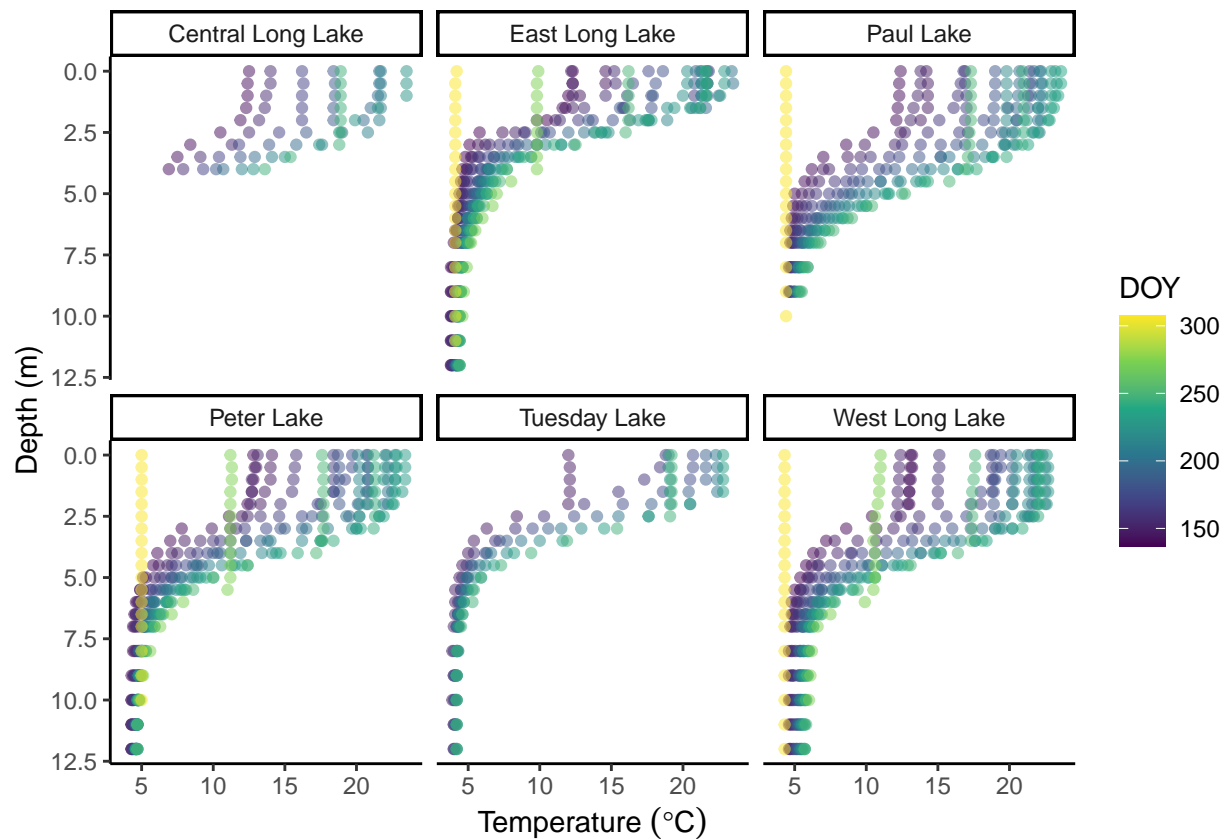 Central Long Lake
East Long Lake
Paul Lake
0.0
2.5
5.0
7.5
10.0
12.5
Peter Lake
Tuesday Lake
West Long Lake
0.0
2.5
5.0
7.5
10.0
12.5
5 10 15 20
5 10 15 20
5 10 15 20
Temperature (°C)
Depth (m)
DOY
300
250
200
150